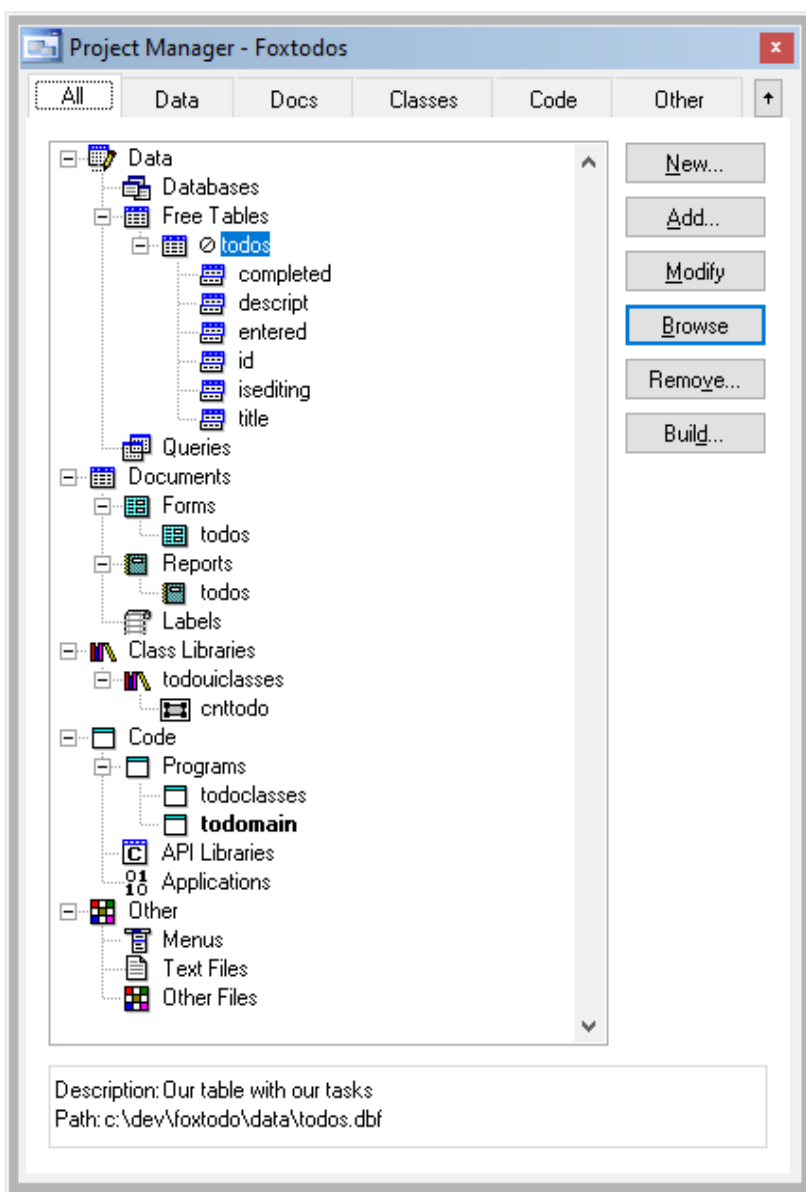 Project Manager - Foxtodos
x
All Data Docs Classes Code Other
Data
Databases
Free Tables
todos
completed
descript
entered
id
isediting
title
Queries
Documents
Forms
todos
Reports
todos
Labels
Class Libraries
todouiclasses
cnttodo
Code
Programs
todoclasses
todomain
C API Libraries
Applications
Other
Menus
Text Files
Other Files
New...
Add...
Modify
Browse
Remove...
Build...
Description: Our table with our tasks
Path: c:\dev\foxtodo\data\todos.dbf